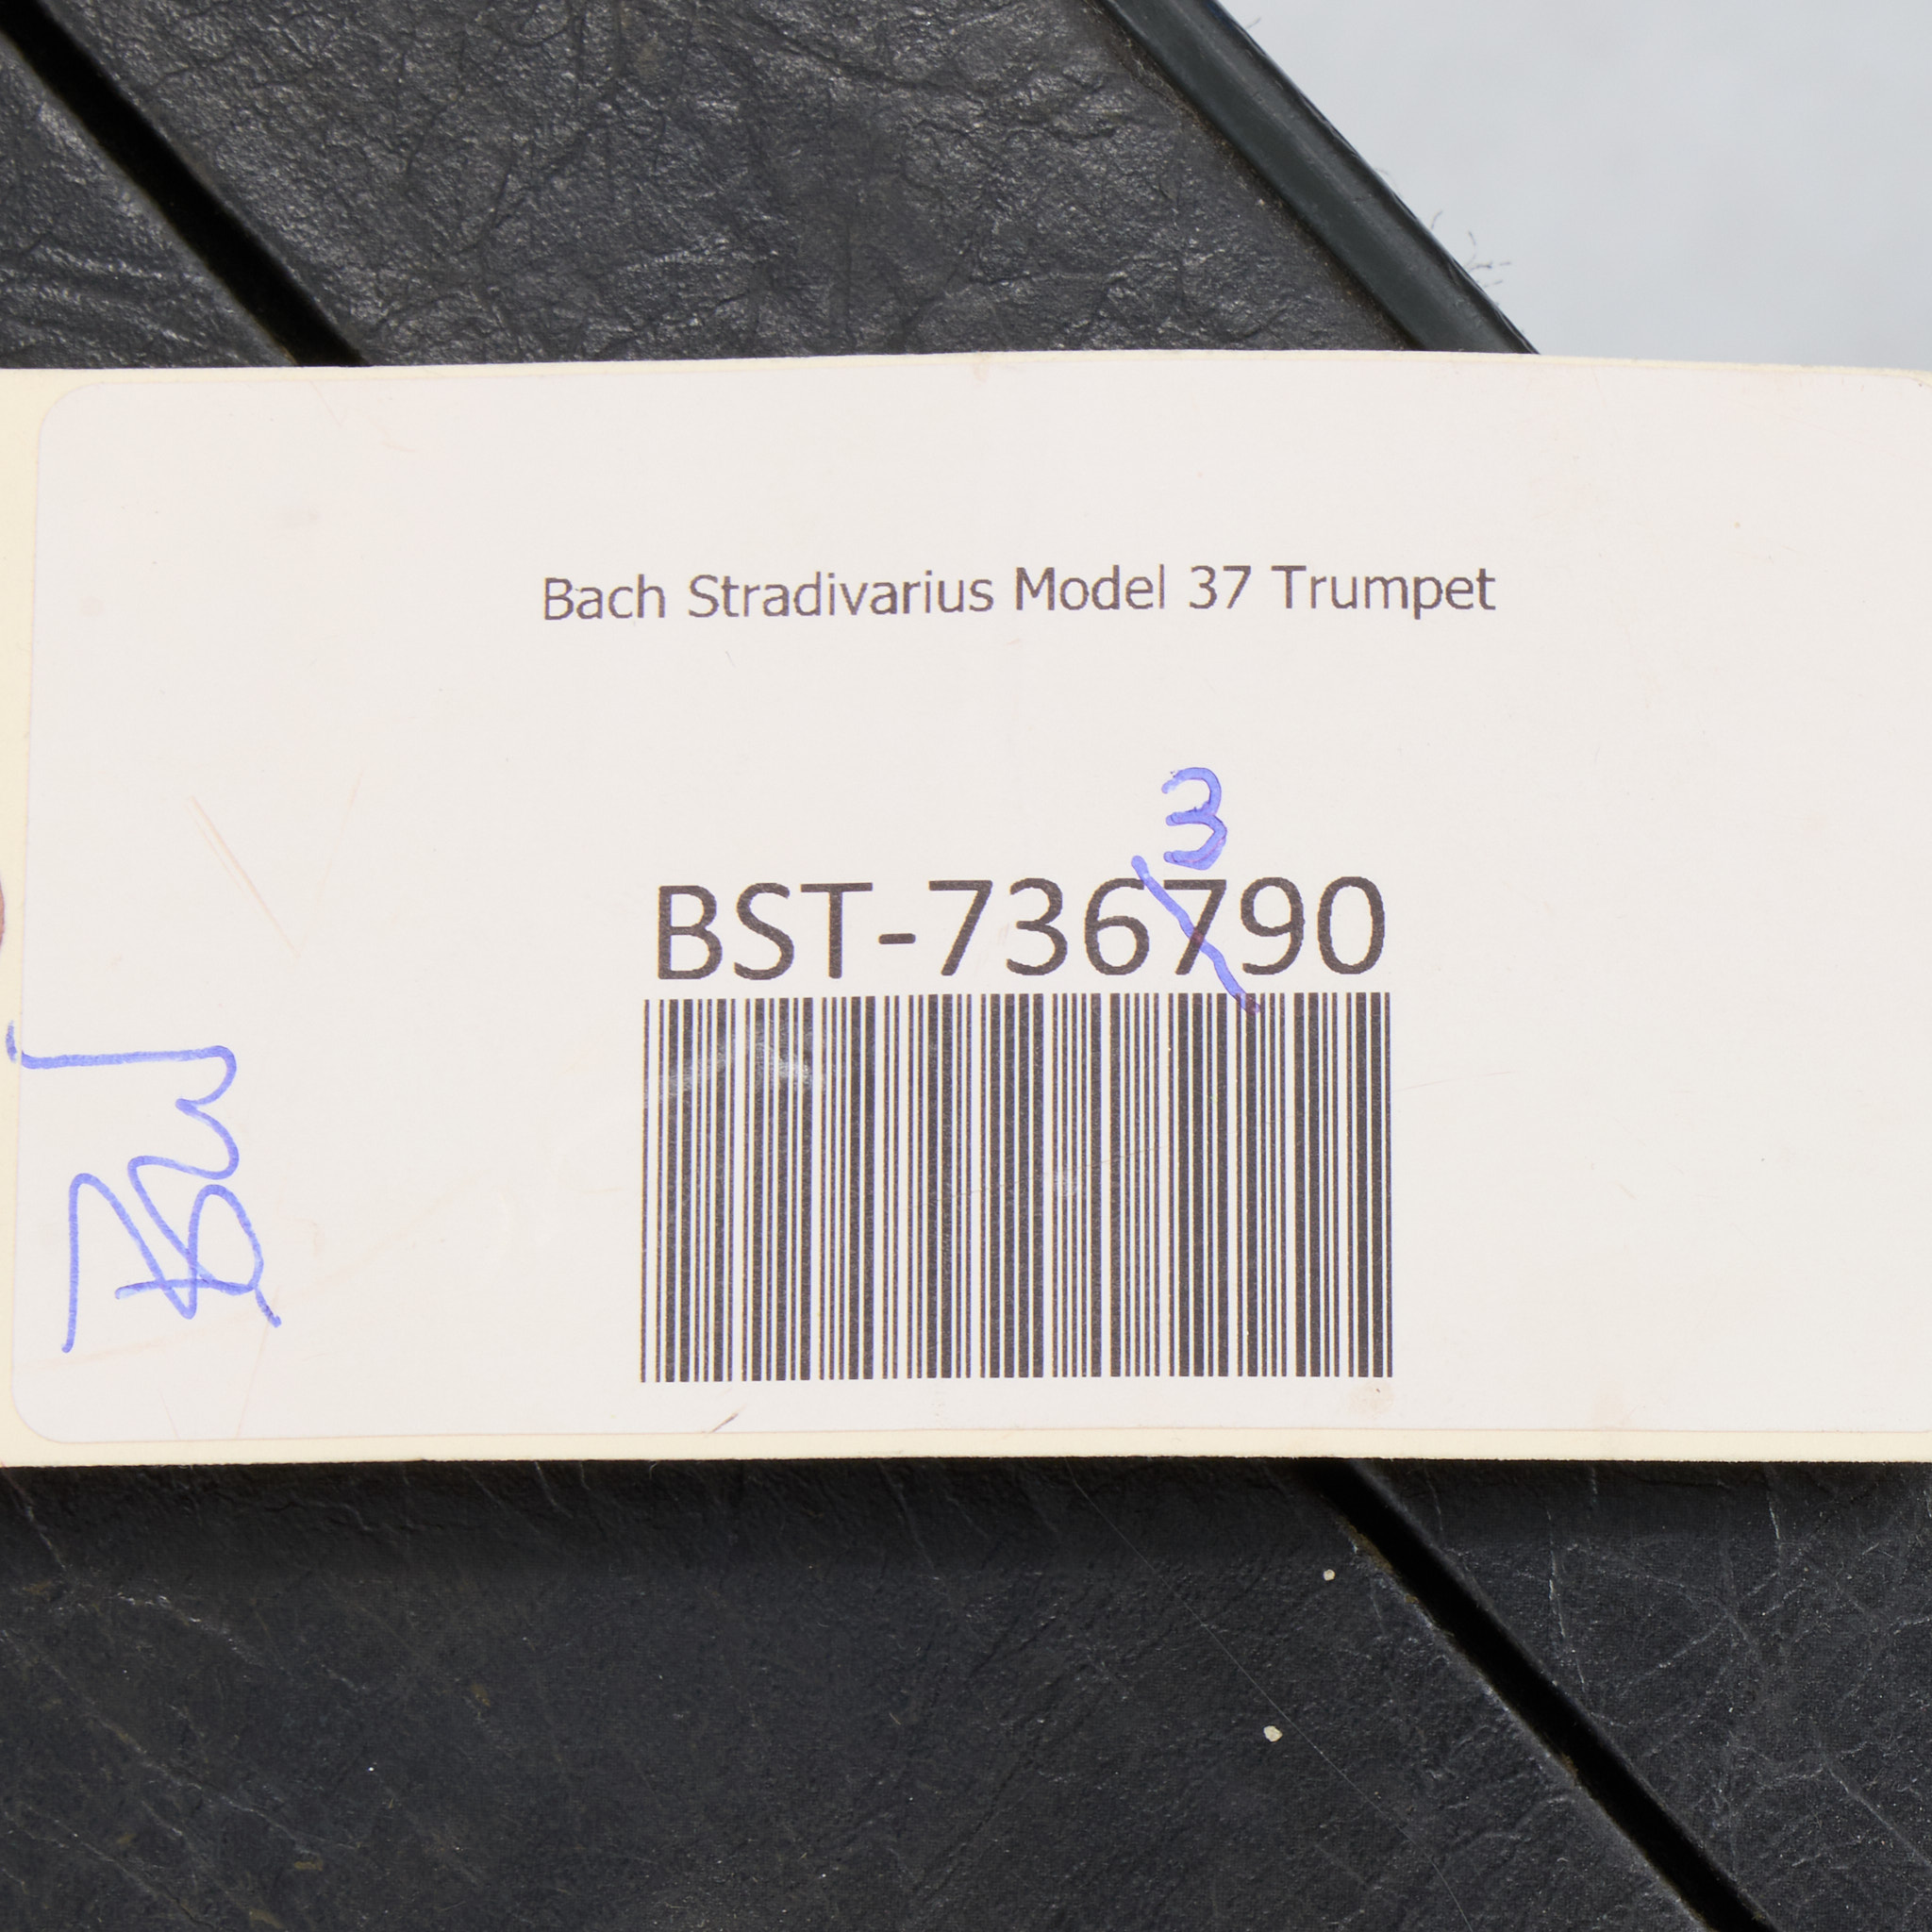 Bach Stradivarius Model 37 Trumpet
3
BST-736790